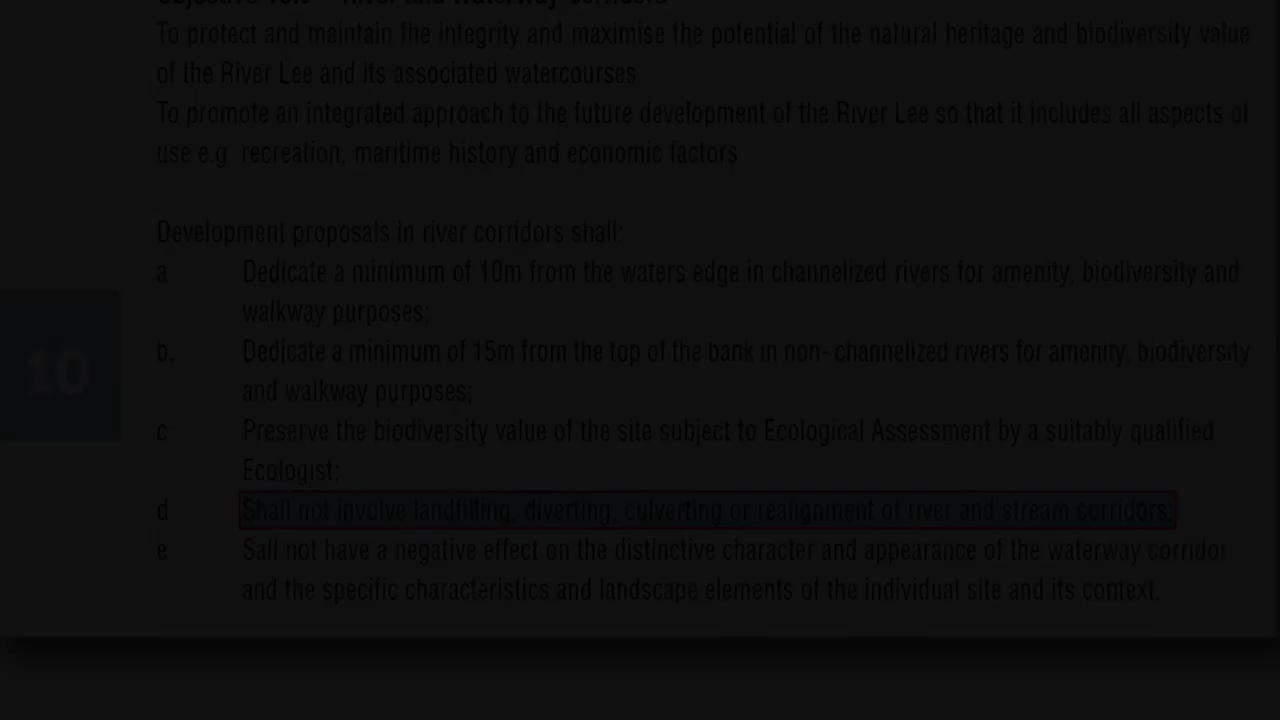 River and Waterway Corridors
To protect and maintain the integrity and maximise the potential of the natural heritage and biodiversity value
of the River Lee and its associated watercourses
To promote an integrated approach to the future development of the River Lee so that it includes all aspects of
use e.g. recreation, maritime history and economic factors
Development proposals in river corridors shall:
a Dedicate a minimum of 10m from the waters edge in channelized rivers for amenity, biodiversity and
walkway purposes;
10
b. Dedicate a minimum of 15m from the top of the bank in non- channelized rivers for amenity, biodiversity
and walkway purposes;
c Preserve the biodiversity value of the site subject to Ecological Assessment by a suitably qualified
Ecologist;
d Shall not involve landfilling, diverting, culverting or realignment of river and stream corridors;
e Sall not have a negative effect on the distinctive character and appearance of the waterway corridor
and the specific characteristics and landscape elements of the individual site and its context.